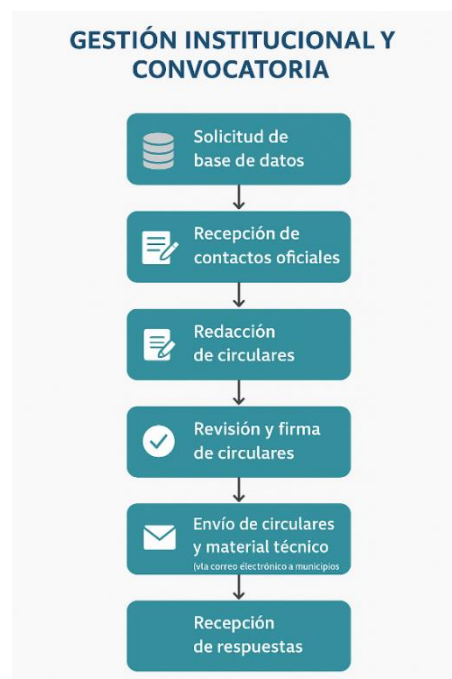 GESTIÓN INSTITUCIONAL Y
CONVOCATORIA
Solicitud de
base de datos
Recepción de
contactos oficiales
Redacción
de circulares
Revisión y firma
de circulares
Envío de circulares
y material técnico
(vía correo électrónico a municipios
Recepción
de respuestas